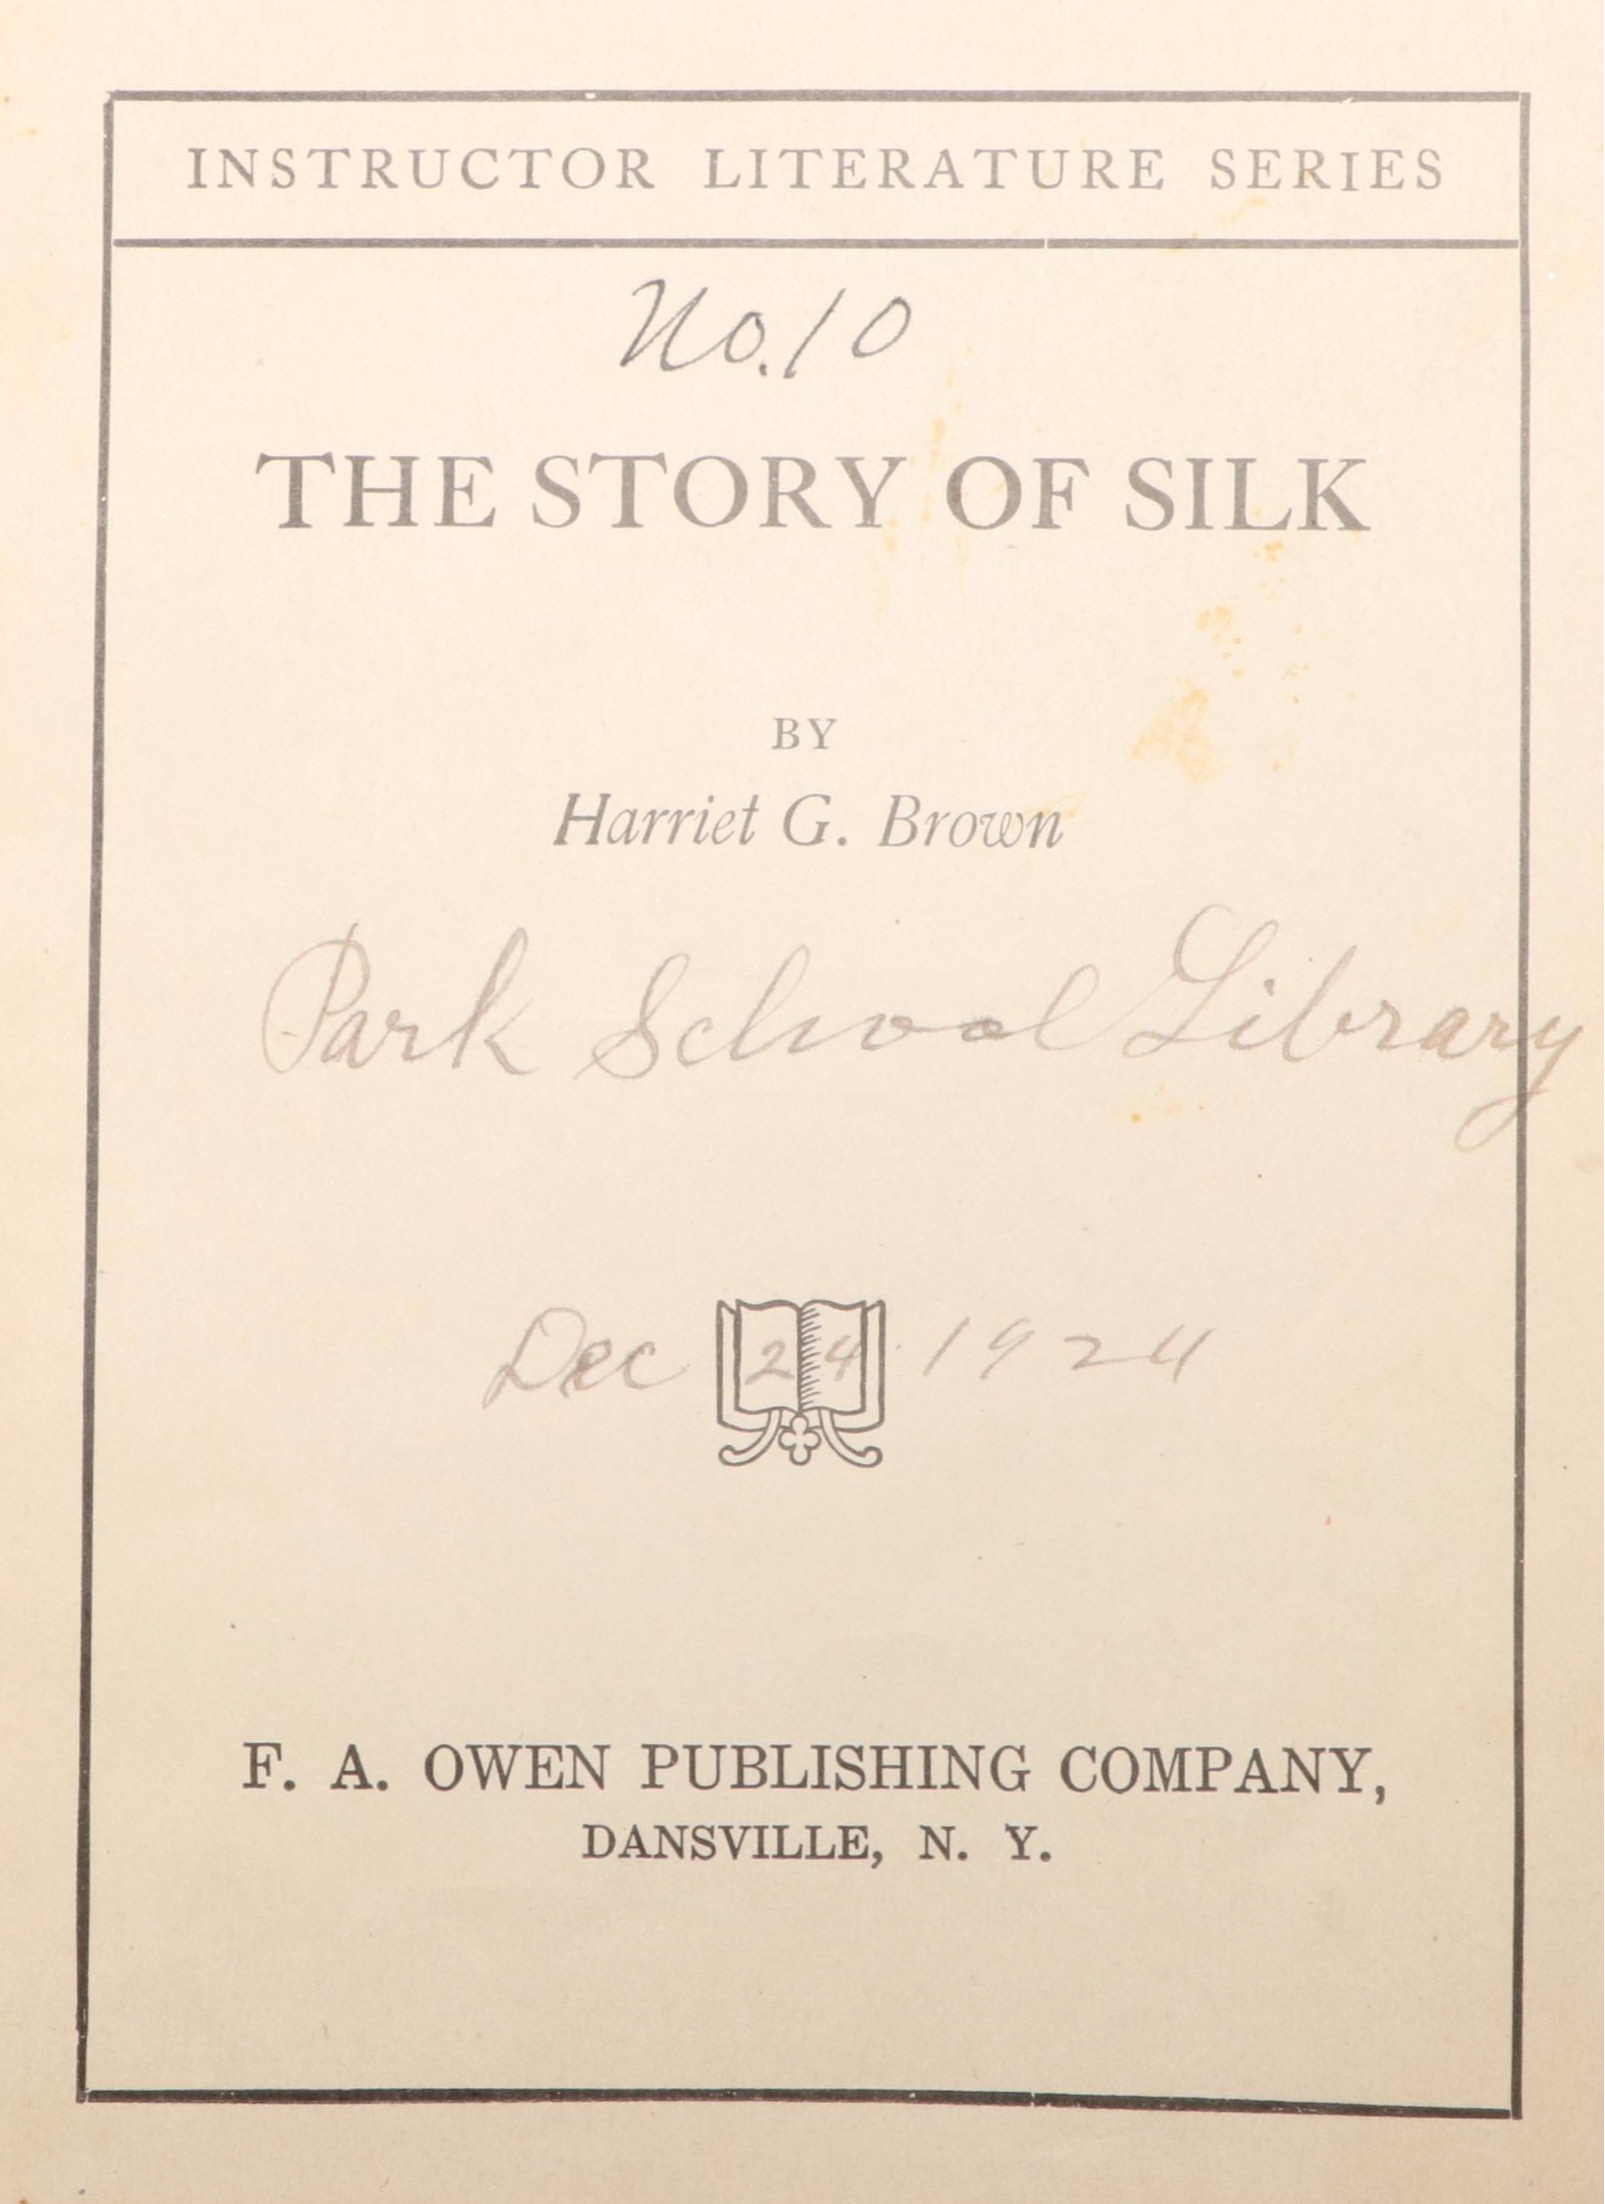 INSTRUCTOR LITERATURE SERIES
No. 10
THE STORY OF SILK
BY
Harriet G. Brown
Park School Library
Dec 24 1924
F. A. OWEN PUBLISHING COMPANY,
DANSVILLE, N. Y.